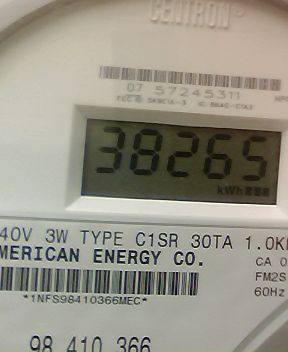 CENTRON®
07 57245311
38265
kWh
40V 3W TYPE C1SR 30TA 1.0K
MERICAN ENERGY CO.
CA 0
FM2S
60Hz
*1NFS98410366MEC*
98 410 366